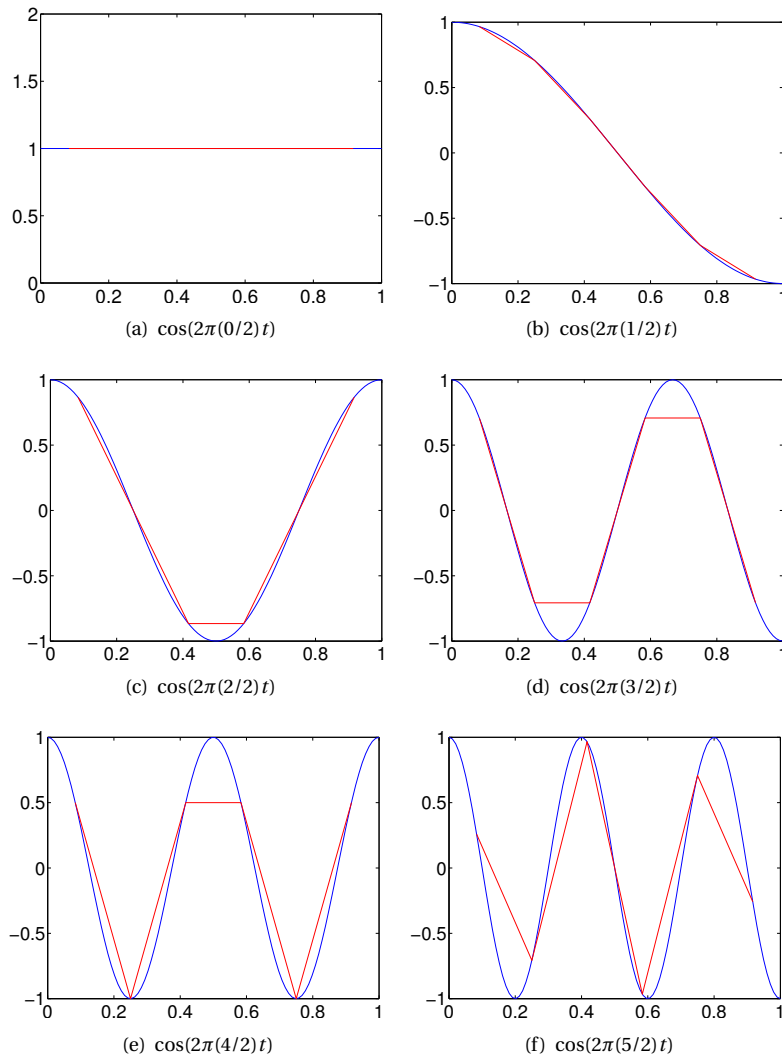 2
1.5
1
0.5
0
0 0.2 0.4 0.6 0.8 1
(a) cos(2π(0/2)t)
1
0.5
0
−0.5
−1
0 0.2 0.4 0.6 0.8 1
(b) cos(2π(1/2)t)
1
0.5
0
−0.5
−1
0 0.2 0.4 0.6 0.8 1
(c) cos(2π(2/2)t)
1
0.5
0
−0.5
−1
0 0.2 0.4 0.6 0.8 1
(d) cos(2π(3/2)t)
1
0.5
0
−0.5
−1
0 0.2 0.4 0.6 0.8 1
(e) cos(2π(4/2)t)
1
0.5
0
−0.5
−1
0 0.2 0.4 0.6 0.8 1
(f) cos(2π(5/2)t)